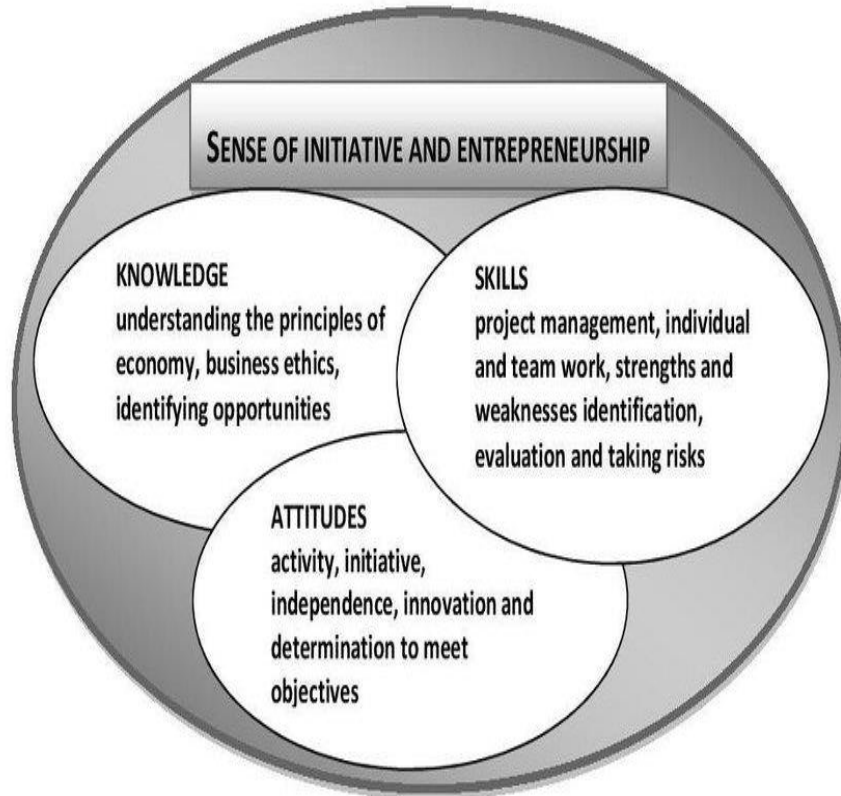 SENSE OF INITIATIVE AND ENTREPRENEURSHIP
KNOWLEDGE
understanding the principles of
economy, business ethics,
identifying opportunities
SKILLS
project management, individual
and team work, strengths and
weaknesses identification,
evaluation and taking risks
ATTITUDES
activity, initiative,
independence, innovation and
determination to meet
objectives